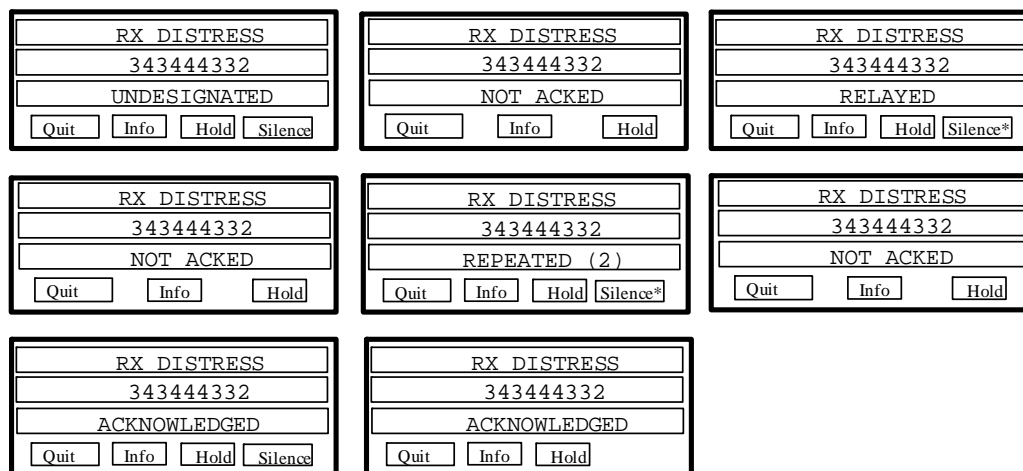 RX DISTRESS
343444332
UNDESIGNATED
Quit Info Hold Silence
RX DISTRESS
343444332
NOT ACKED
Quit Info Hold
RX DISTRESS
343444332
RELAYED
Quit Info Hold Silence*
RX DISTRESS
343444332
NOT ACKED
Quit Info Hold
RX DISTRESS
343444332
REPEATED (2)
Quit Info Hold Silence*
RX DISTRESS
343444332
NOT ACKED
Quit Info Hold
RX DISTRESS
343444332
ACKNOWLEDGED
Quit Info Hold Silence
RX DISTRESS
343444332
ACKNOWLEDGED
Quit Info Hold